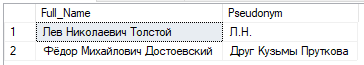 Full_Name Pseudonym
1 Лев Николаевич Толстой Л.Н.
2 Фёдор Михайлович Достоевский Друг Кузьмы Пруткова